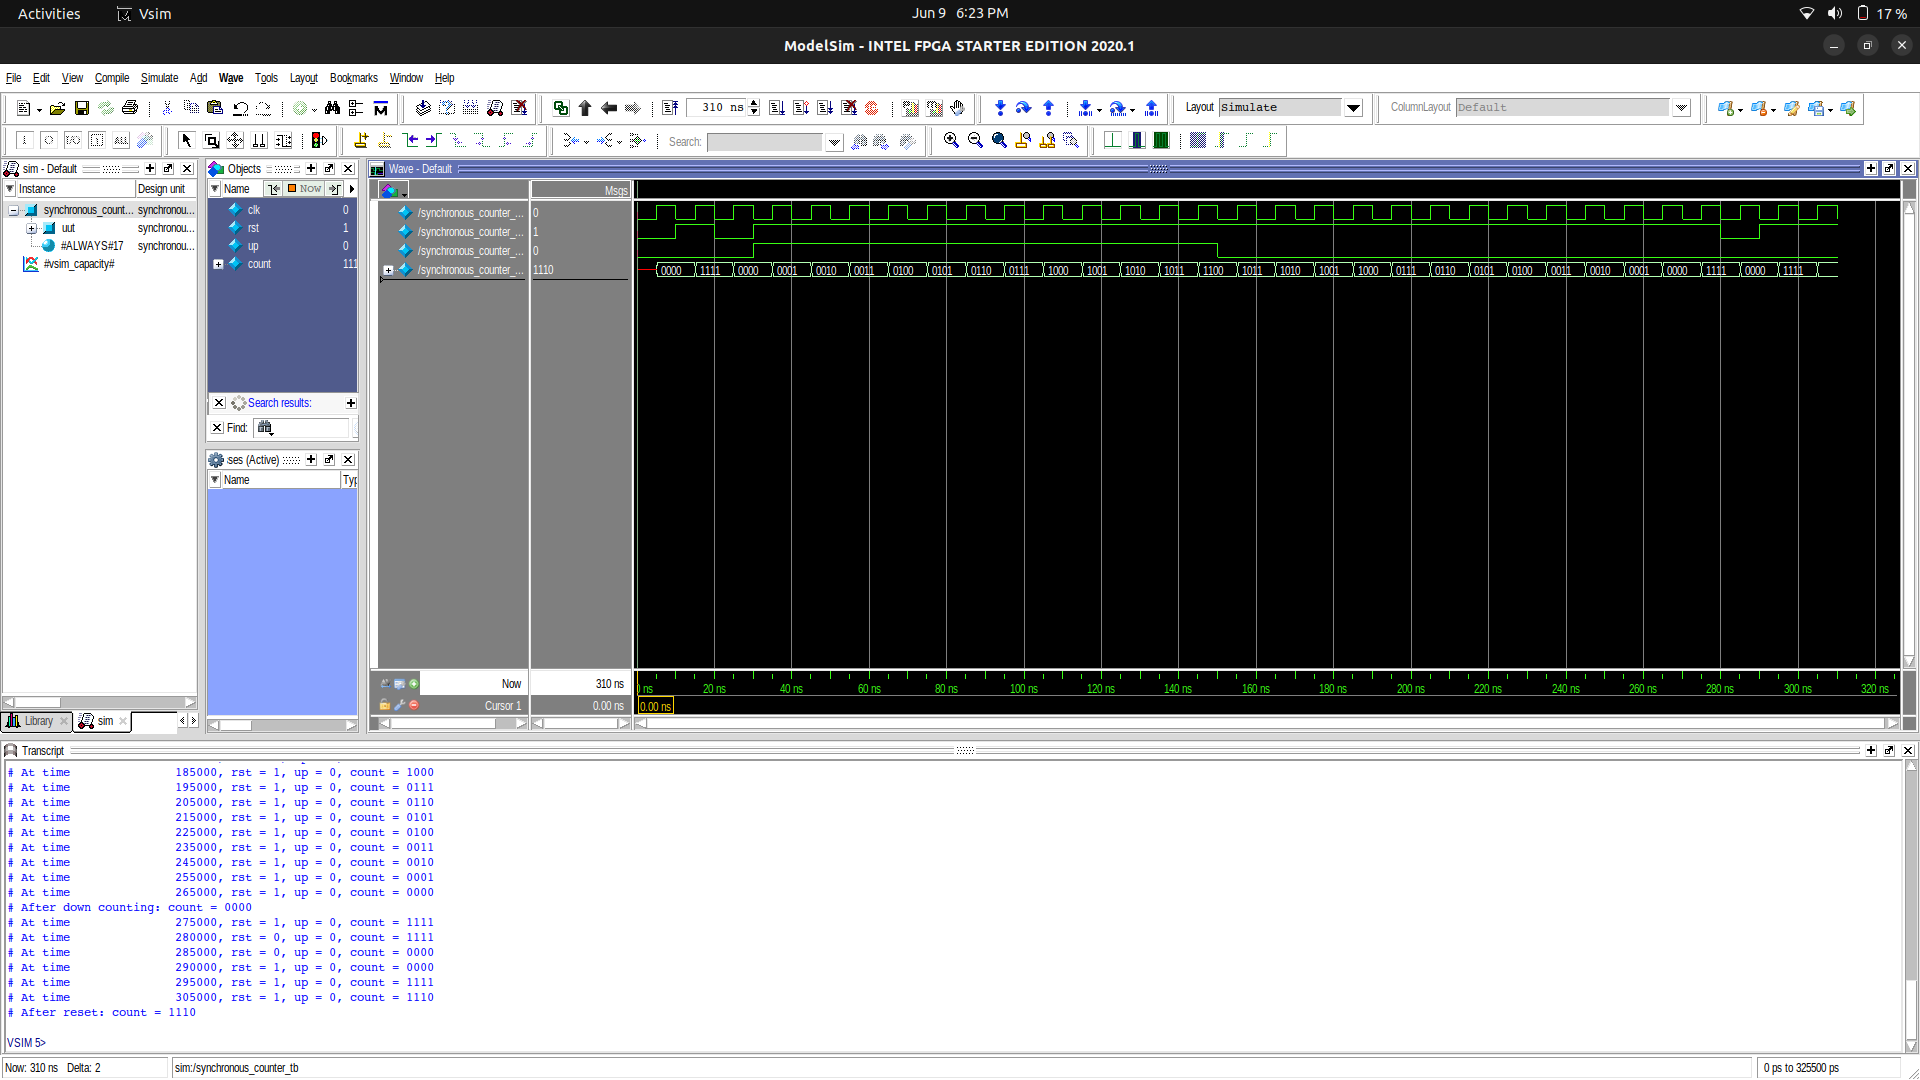 Activities Vsim Jun 9 6:23 PM 17 %
ModelSim - INTEL FPGA STARTER EDITION 2020.1
File Edit View Compile Simulate Add Wave Tools Layout Bookmarks Window Help
310 ns Layout Simulate ColumnLayout Default
Search:
sim - Default
Instance Design unit
synchronous_count... synchronou...
uut synchronou...
#ALWAYS#17 synchronou...
#vsim_capacity#
Library sim
Objects
Name Now
clk 0
rst 1
up 0
count 111
Search results:
Find:
ses (Active)
Name Typ
Wave - Default
Msgs
/synchronous_counter_... 0
/synchronous_counter_... 1
/synchronous_counter_... 0
/synchronous_counter_... 1110
0000 1111 0000 0001 0010 0011 0100 0101 0110 0111 1000 1001 1010 1011 1100 1011 1010 1001 1000 0111 0110 0101 0100 0011 0010 0001 0000 1111 0000 1111
Now 310 ns
ns 20 ns 40 ns 60 ns 80 ns 100 ns 120 ns 140 ns 160 ns 180 ns 200 ns 220 ns 240 ns 260 ns 280 ns 300 ns 320 ns
Cursor 1 0.00 ns 0.00 ns
Transcript
# At time 185000, rst = 1, up = 0, count = 1000
# At time 195000, rst = 1, up = 0, count = 0111
# At time 205000, rst = 1, up = 0, count = 0110
# At time 215000, rst = 1, up = 0, count = 0101
# At time 225000, rst = 1, up = 0, count = 0100
# At time 235000, rst = 1, up = 0, count = 0011
# At time 245000, rst = 1, up = 0, count = 0010
# At time 255000, rst = 1, up = 0, count = 0001
# At time 265000, rst = 1, up = 0, count = 0000
# After down counting: count = 0000
# At time 275000, rst = 1, up = 0, count = 1111
# At time 280000, rst = 0, up = 0, count = 1111
# At time 285000, rst = 0, up = 0, count = 0000
# At time 290000, rst = 1, up = 0, count = 0000
# At time 295000, rst = 1, up = 0, count = 1111
# At time 305000, rst = 1, up = 0, count = 1110
# After reset: count = 1110
VSIM 5>
Now: 310 ns Delta: 2 sim:/synchronous_counter_tb 0 ps to 325500 ps